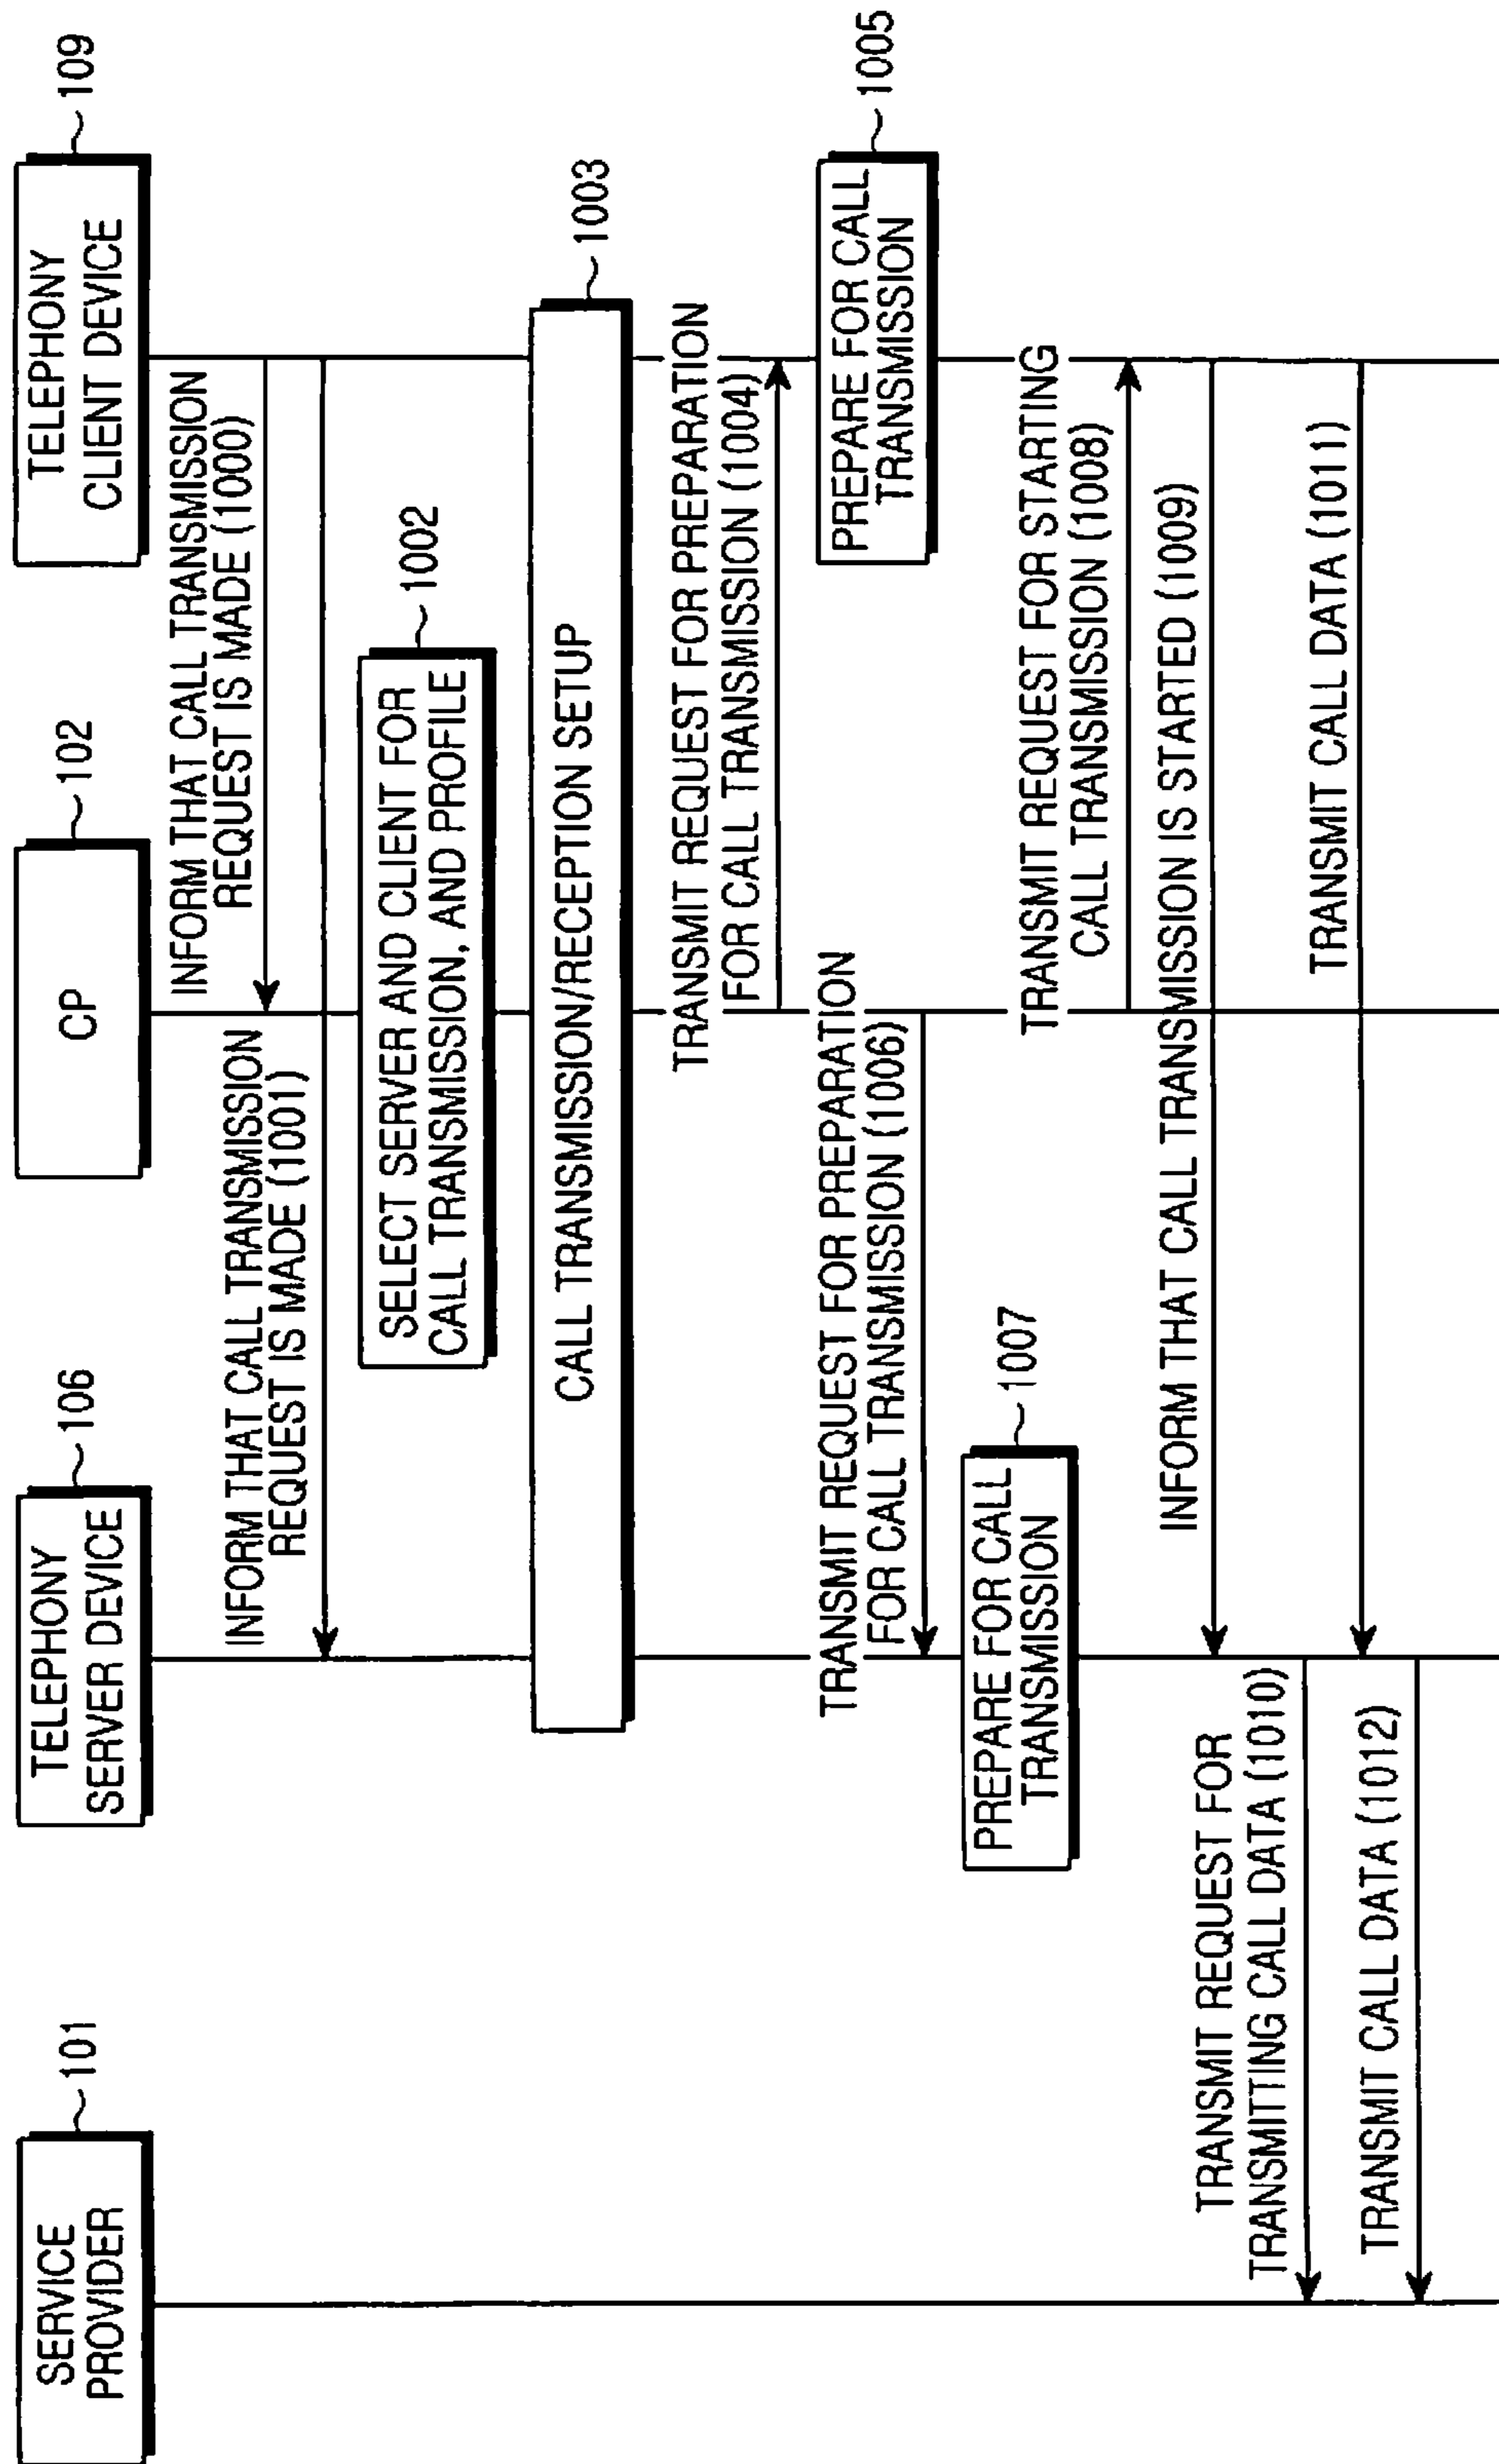 SERVICE
PROVIDER
101
TELEPHONY
SERVER DEVICE
106
CP
102
TELEPHONY
CLIENT DEVICE
109
INFORM THAT CALL TRANSMISSION
REQUEST IS MADE (1000)
INFORM THAT CALL TRANSMISSION
REQUEST IS MADE (1001)
SELECT SERVER AND CLIENT FOR
CALL TRANSMISSION, AND PROFILE
1002
CALL TRANSMISSION/RECEPTION SETUP
1003
TRANSMIT REQUEST FOR PREPARATION
FOR CALL TRANSMISSION (1004)
PREPARE FOR CALL
TRANSMISSION
1005
TRANSMIT REQUEST FOR PREPARATION
FOR CALL TRANSMISSION (1006)
PREPARE FOR CALL
TRANSMISSION
1007
TRANSMIT REQUEST FOR STARTING
CALL TRANSMISSION (1008)
INFORM THAT CALL TRANSMISSION IS STARTED (1009)
TRANSMIT REQUEST FOR
TRANSMITTING CALL DATA (1010)
TRANSMIT CALL DATA (1011)
TRANSMIT CALL DATA (1012)